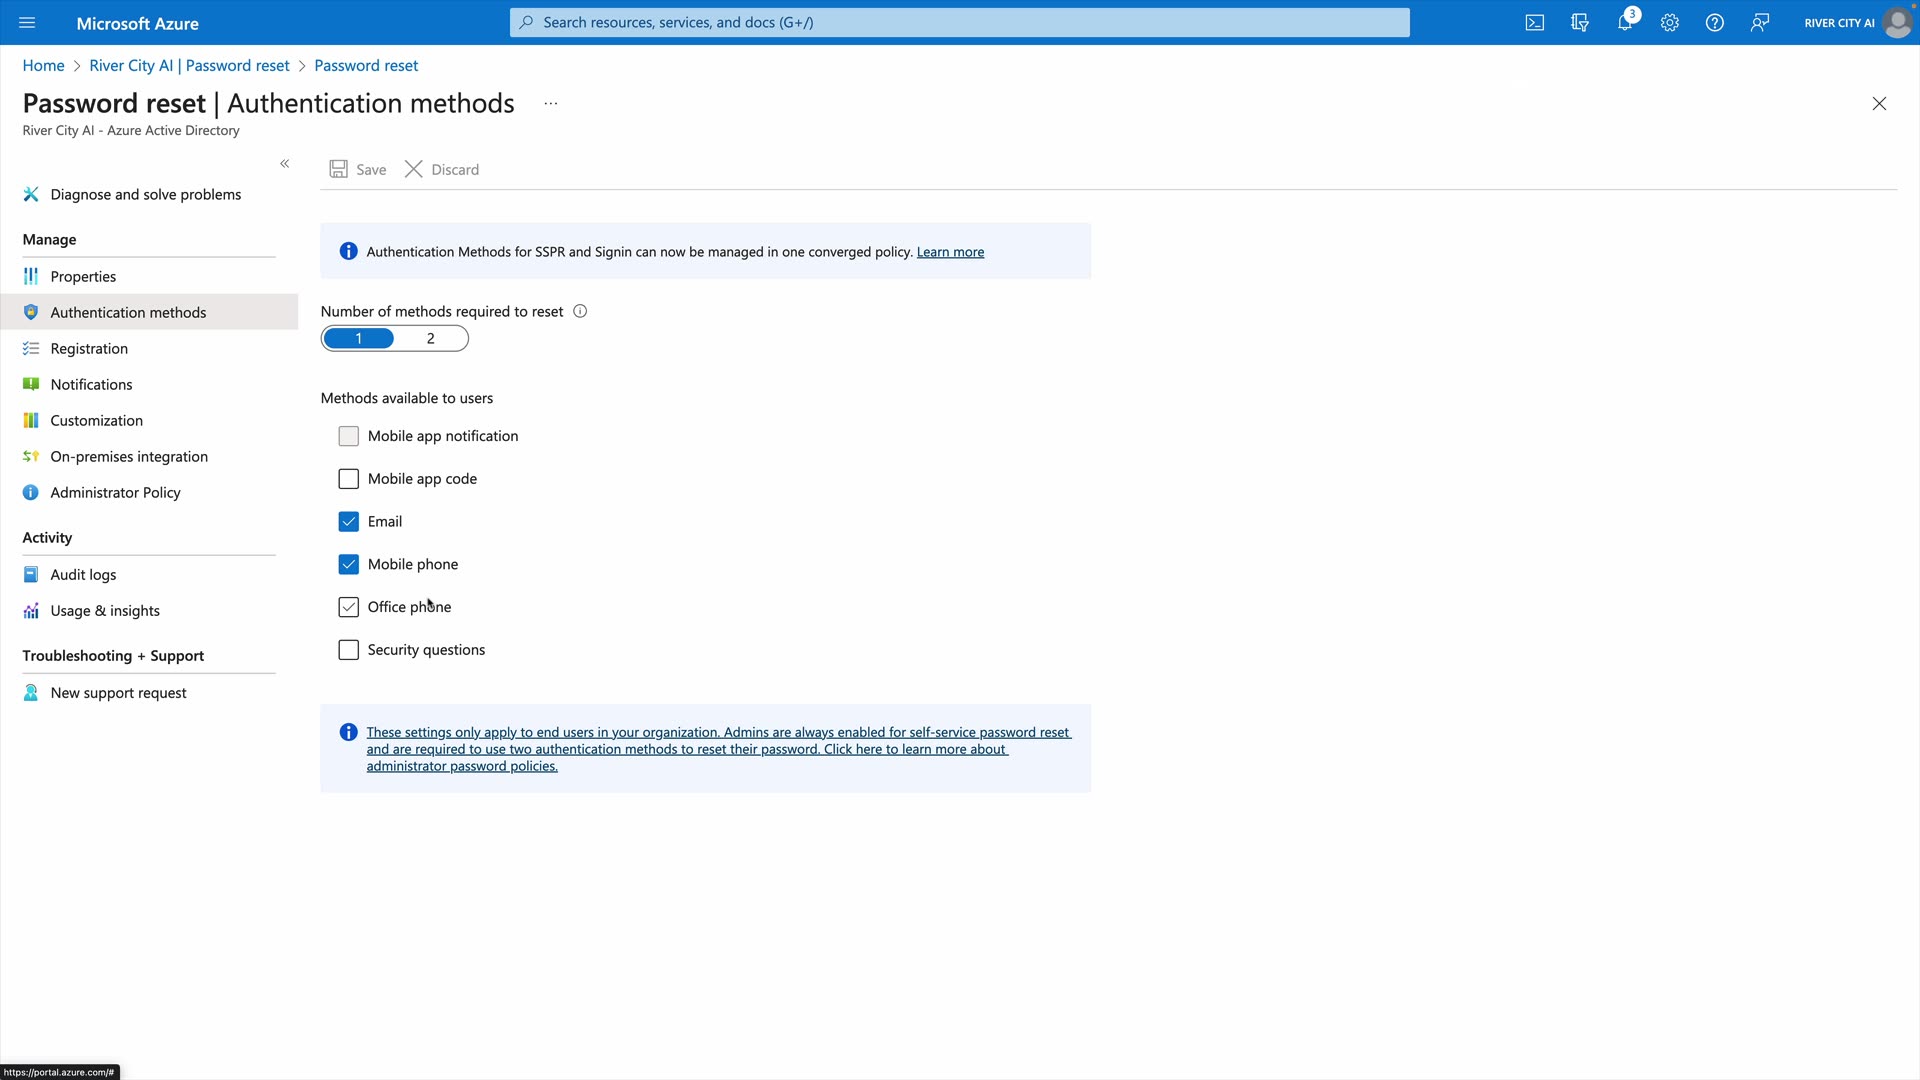 Microsoft Azure
Search resources, services, and docs (G+/)
3
RIVER CITY AI
Home > River City AI | Password reset > Password reset
Password reset | Authentication methods ...
River City AI - Azure Active Directory
«
Save
Discard
Diagnose and solve problems
Manage
Properties
Authentication methods
Registration
Notifications
Customization
On-premises integration
Administrator Policy
Activity
Audit logs
Usage & insights
Troubleshooting + Support
New support request
Authentication Methods for SSPR and Signin can now be managed in one converged policy. Learn more
Number of methods required to reset
1 2
Methods available to users
Mobile app notification
Mobile app code
Email
Mobile phone
Office phone
Security questions
These settings only apply to end users in your organization. Admins are always enabled for self-service password reset
and are required to use two authentication methods to reset their password. Click here to learn more about
administrator password policies.
https://portal.azure.com/#